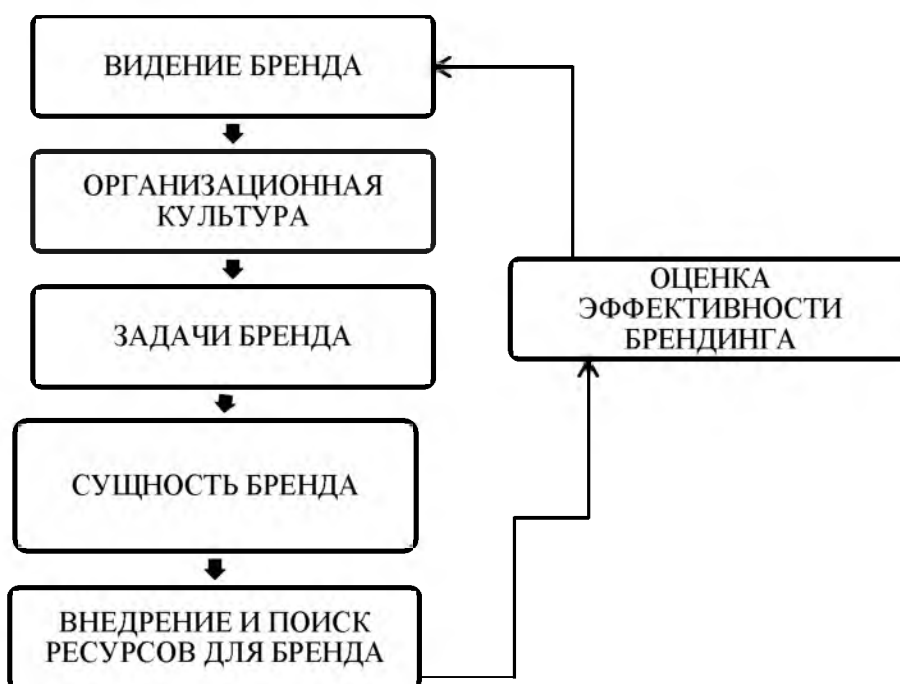 ВИДЕНИЕ БРЕНДА
ОРГАНИЗАЦИОННАЯ
КУЛЬТУРА
ЗАДАЧИ БРЕНДА
СУЩНОСТЬ БРЕНДА
ВНЕДРЕНИЕ И ПОИСК
РЕСУРСОВ ДЛЯ БРЕНДА
ОЦЕНКА
ЭФФЕКТИВНОСТИ
БРЕНДИНГА